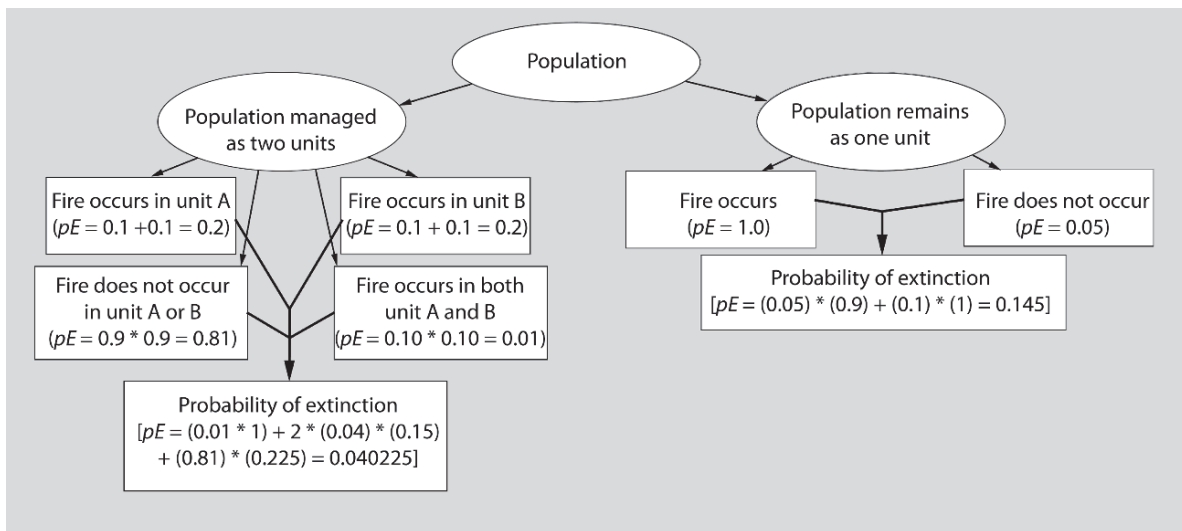 Population
Population managed
as two units
Population remains
as one unit
Fire occurs in unit A
(pE = 0.1 +0.1 = 0.2)
Fire occurs in unit B
(pE = 0.1 + 0.1 = 0.2)
Fire does not occur
in unit A or B
(pE = 0.9 * 0.9 = 0.81)
Fire occurs in both
unit A and B
(pE = 0.10 * 0.10 = 0.01)
Probability of extinction
[pE = (0.01 * 1) + 2 * (0.04) * (0.15)
+ (0.81) * (0.225) = 0.040225]
Fire occurs
(pE = 1.0)
Fire does not occur
(pE = 0.05)
Probability of extinction
[pE = (0.05) * (0.9) + (0.1) * (1) = 0.145]